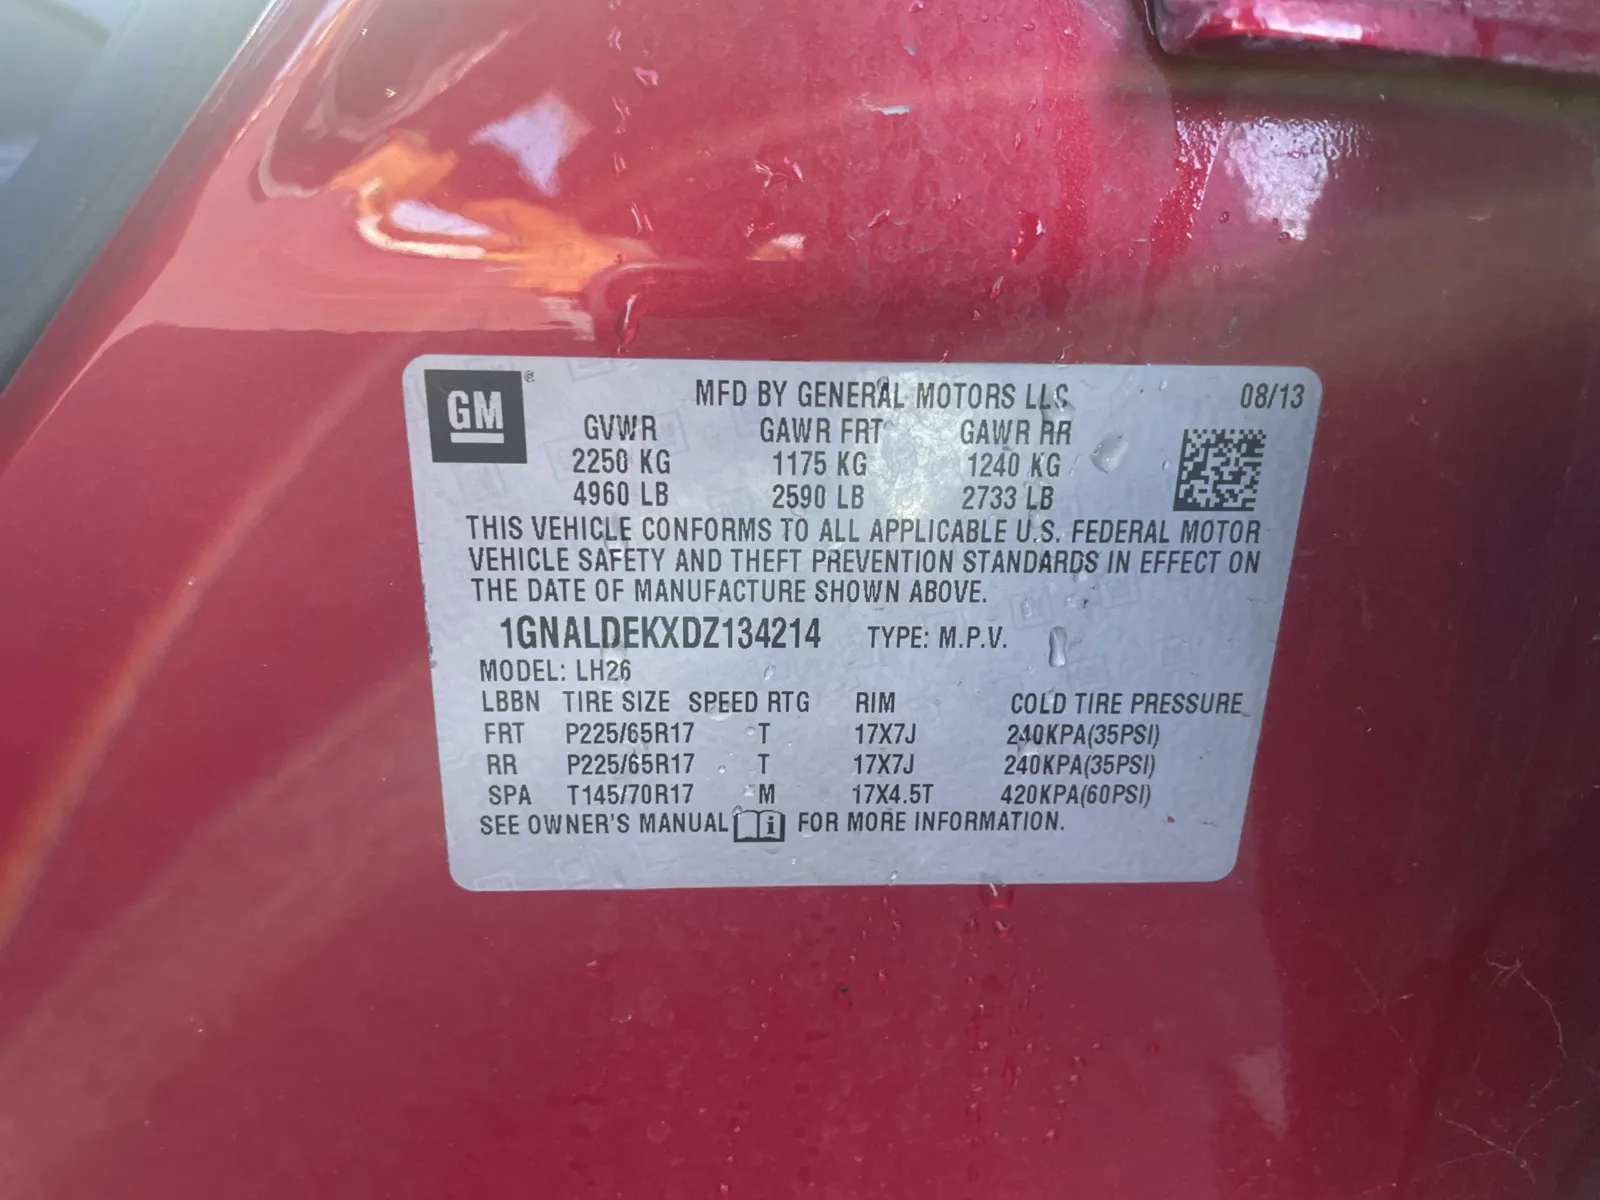 GM®
MFD BY GENERAL MOTORS LLC 08/13
GVWR GAWR FRT GAWR RR
2250 KG 1175 KG 1240 KG
4960 LB 2590 LB 2733 LB
THIS VEHICLE CONFORMS TO ALL APPLICABLE U.S. FEDERAL MOTOR
VEHICLE SAFETY AND THEFT PREVENTION STANDARDS IN EFFECT ON
THE DATE OF MANUFACTURE SHOWN ABOVE.
1GNALDEKXDZ134214 TYPE: M.P.V.
MODEL: LH26
LBBN TIRE SIZE SPEED RTG RIM COLD TIRE PRESSURE
FRT P225/65R17 T 17X7J 240KPA(35PSI)
RR P225/65R17 T 17X7J 240KPA(35PSI)
SPA T145/70R17 M 17X4.5T 420KPA(60PSI)
SEE OWNER'S MANUAL i FOR MORE INFORMATION.